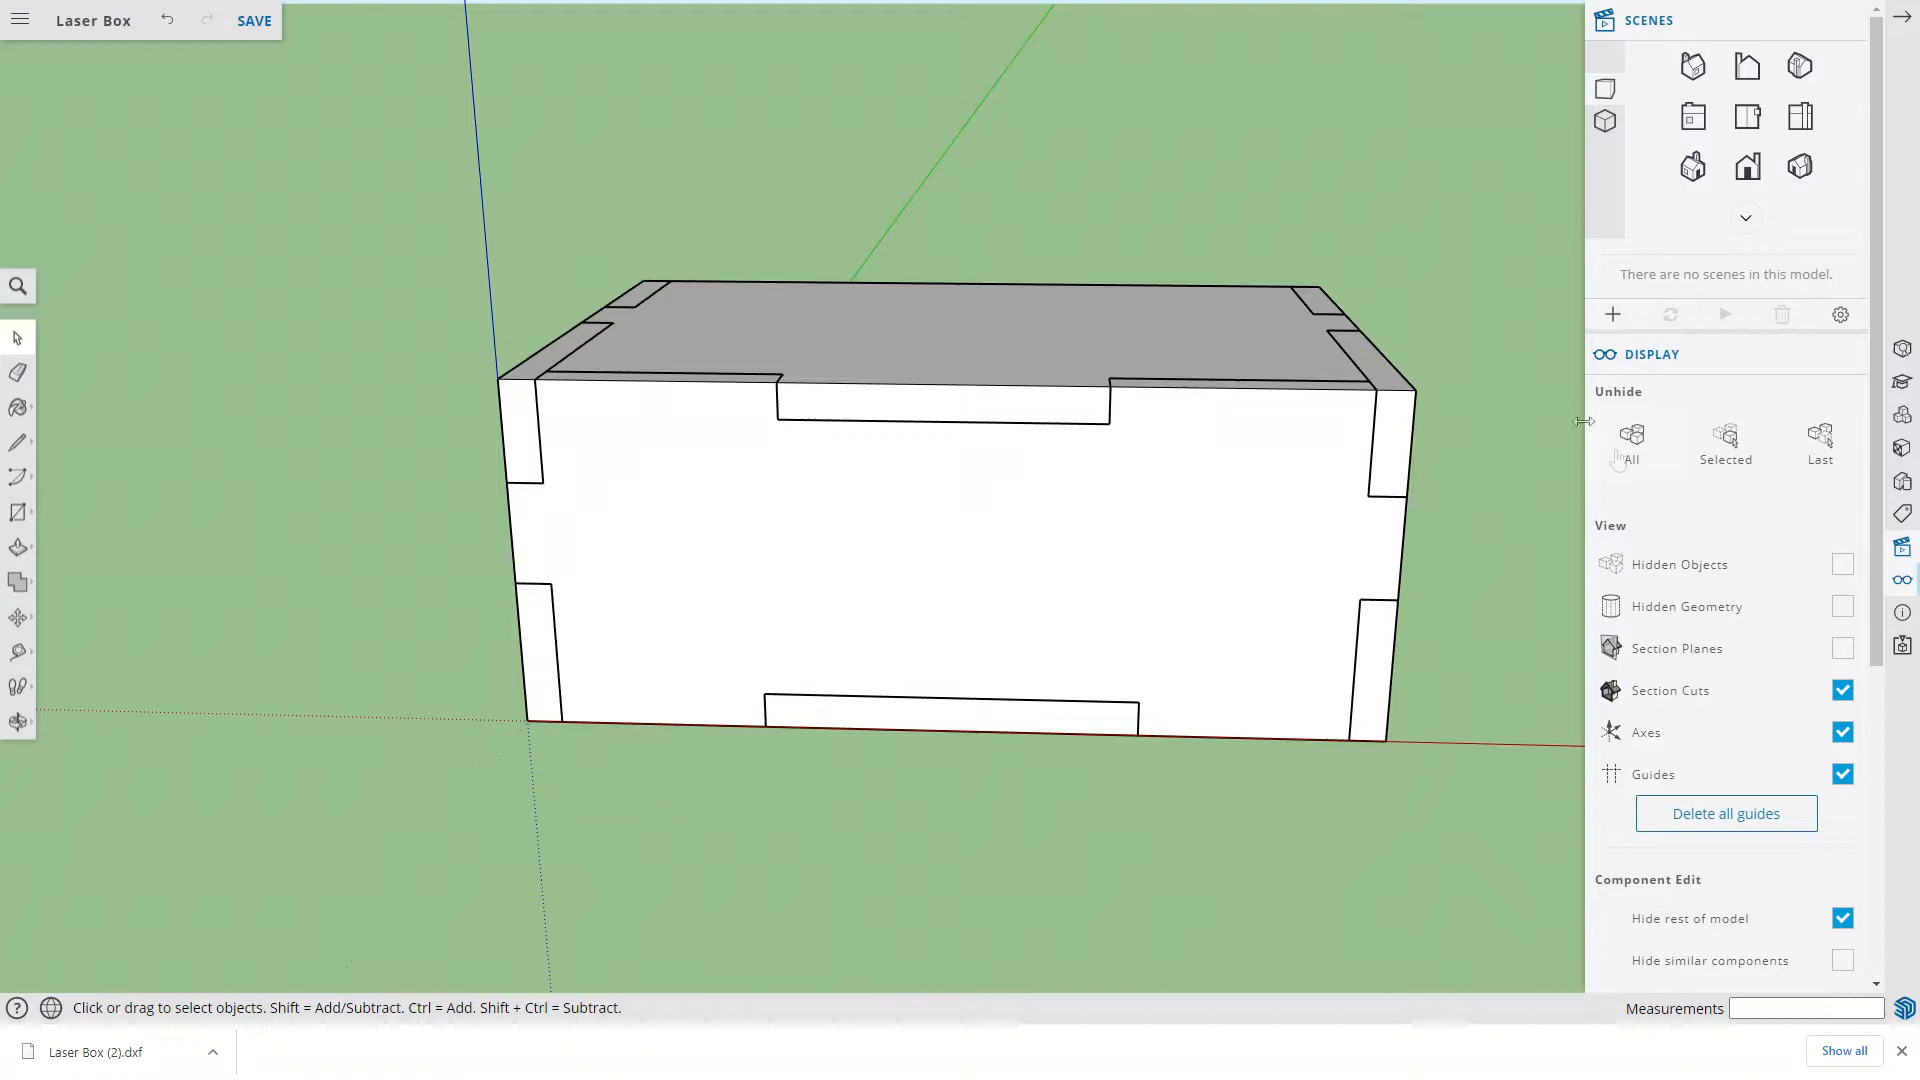 Laser Box
SAVE
SCENES
There are no scenes in this model.
DISPLAY
Unhide
All
Selected
Last
View
Hidden Objects
Hidden Geometry
Section Planes
Section Cuts
Axes
Guides
Delete all guides
Component Edit
Hide rest of model
Hide similar components
Click or drag to select objects. Shift = Add/Subtract. Ctrl = Add. Shift + Ctrl = Subtract.
Measurements
Laser Box (2).dxf
Show all